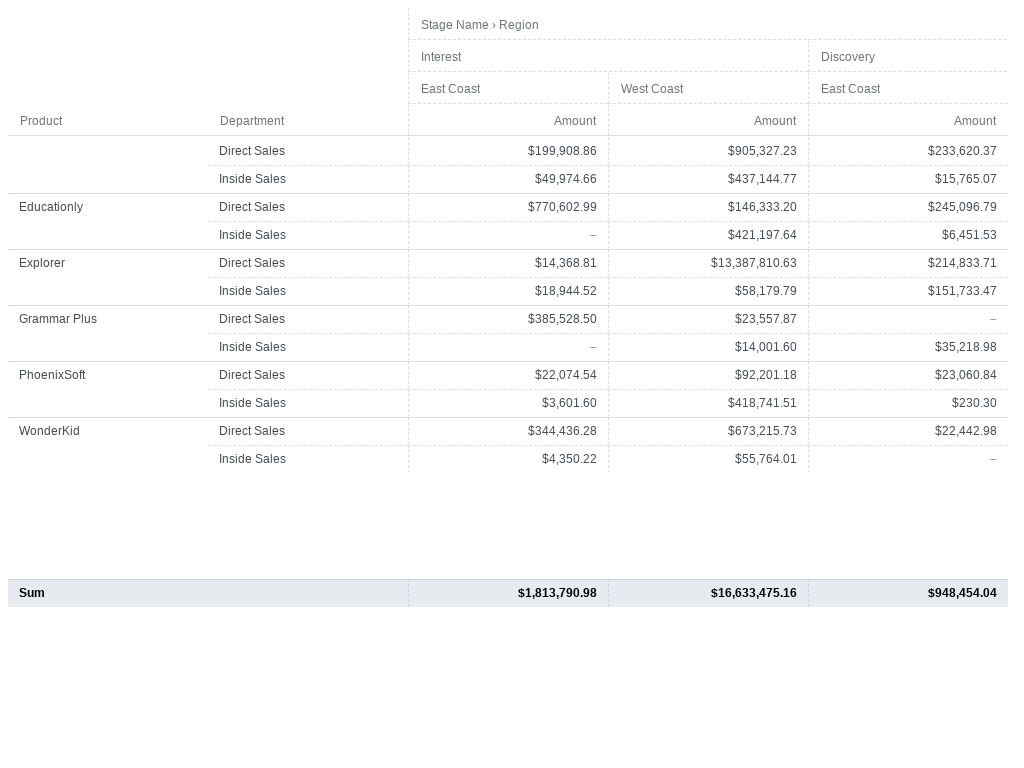 Stage Name › Region
Interest Discovery
East Coast West Coast East Coast
Product Department Amount Amount Amount
Direct Sales $199,908.86 $905,327.23 $233,620.37
Inside Sales $49,974.66 $437,144.77 $15,765.07
Educationly Direct Sales $770,602.99 $146,333.20 $245,096.79
Inside Sales – $421,197.64 $6,451.53
Explorer Direct Sales $14,368.81 $13,387,810.63 $214,833.71
Inside Sales $18,944.52 $58,179.79 $151,733.47
Grammar Plus Direct Sales $385,528.50 $23,557.87 –
Inside Sales – $14,001.60 $35,218.98
PhoenixSoft Direct Sales $22,074.54 $92,201.18 $23,060.84
Inside Sales $3,601.60 $418,741.51 $230.30
WonderKid Direct Sales $344,436.28 $673,215.73 $22,442.98
Inside Sales $4,350.22 $55,764.01 –
Sum $1,813,790.98 $16,633,475.16 $948,454.04